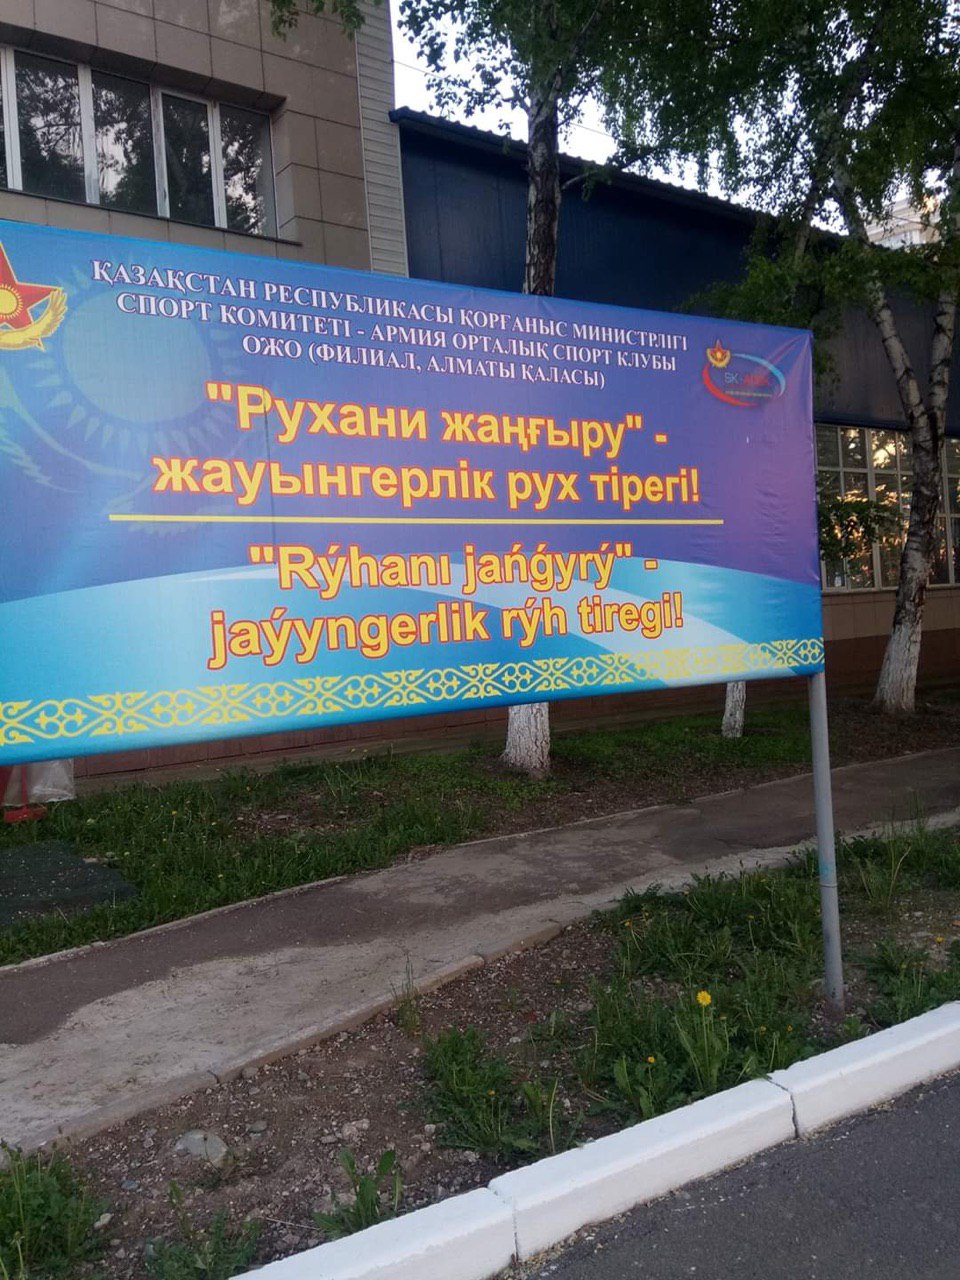 ҚАЗАҚСТАН РЕСПУБЛИКАСЫ ҚОРҒАНЫС МИНИСТРЛІГІ
СПОРТ КОМИТЕТІ - АРМИЯ ОРТАЛЫҚ СПОРТ КЛУБЫ
ОЖО (ФИЛИАЛ, АЛМАТЫ ҚАЛАСЫ)
"Рухани жаңғыру" -
жауынгерлік рух тірегі!
"Rýhanı jańǵyrý" -
jaýyngerlik rýh tiregi!